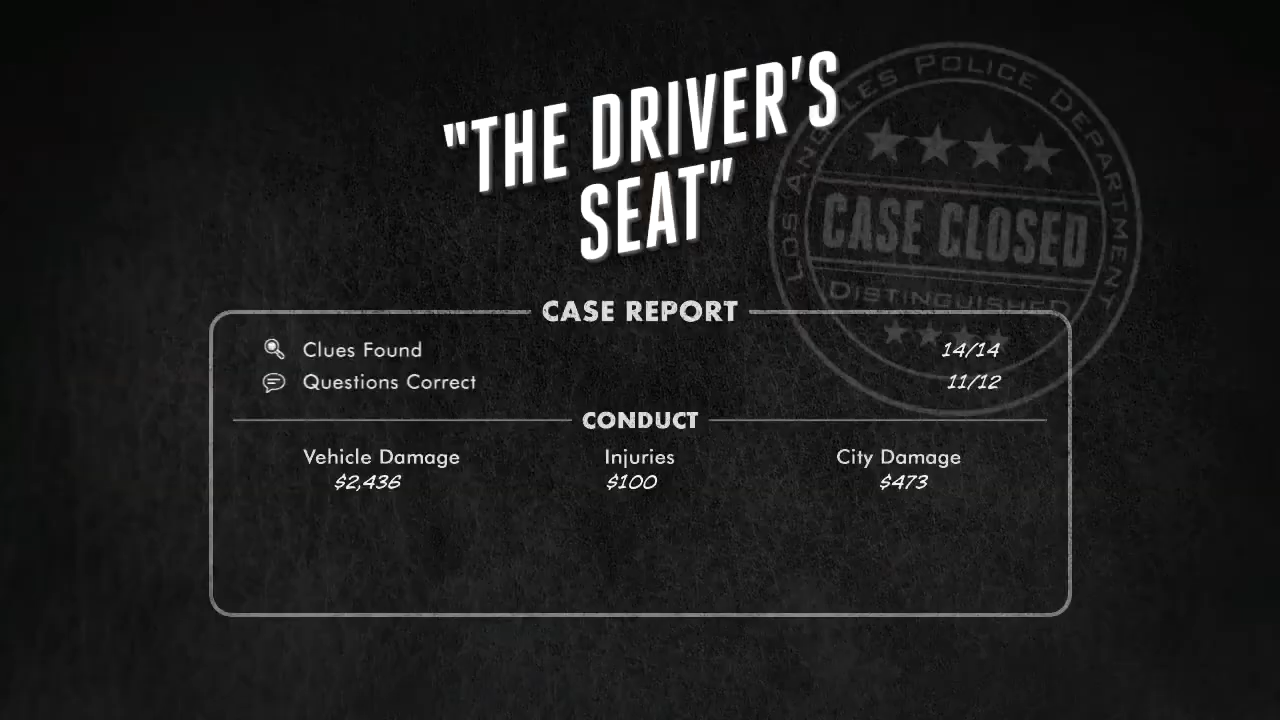 "THE DRIVER'S
SEAT"
LOS ANGELES POLICE DEPARTMENT
CASE CLOSED
DISTINGUISHED
CASE REPORT
Clues Found 14/14
Questions Correct 11/12
CONDUCT
Vehicle Damage Injuries City Damage
$2,436 $100 $473